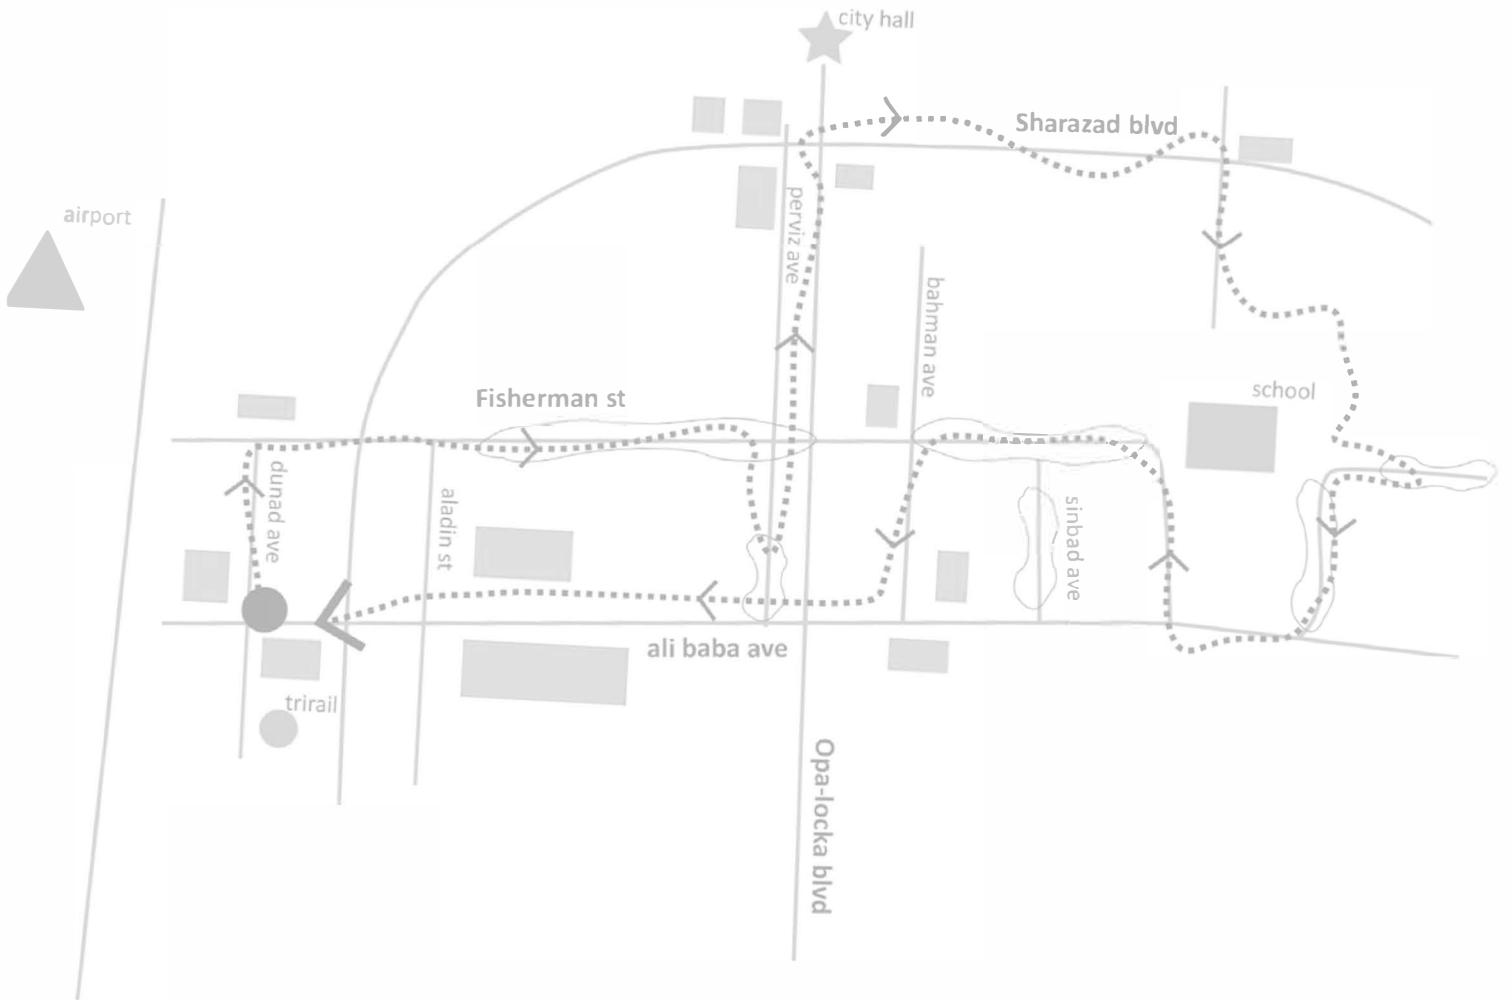 city hall
Sharazad blvd
airport
perviz ave
bahman ave
Fisherman st
school
dunad ave
aladin st
sinbad ave
ali baba ave
trirail
Opa-locka blvd